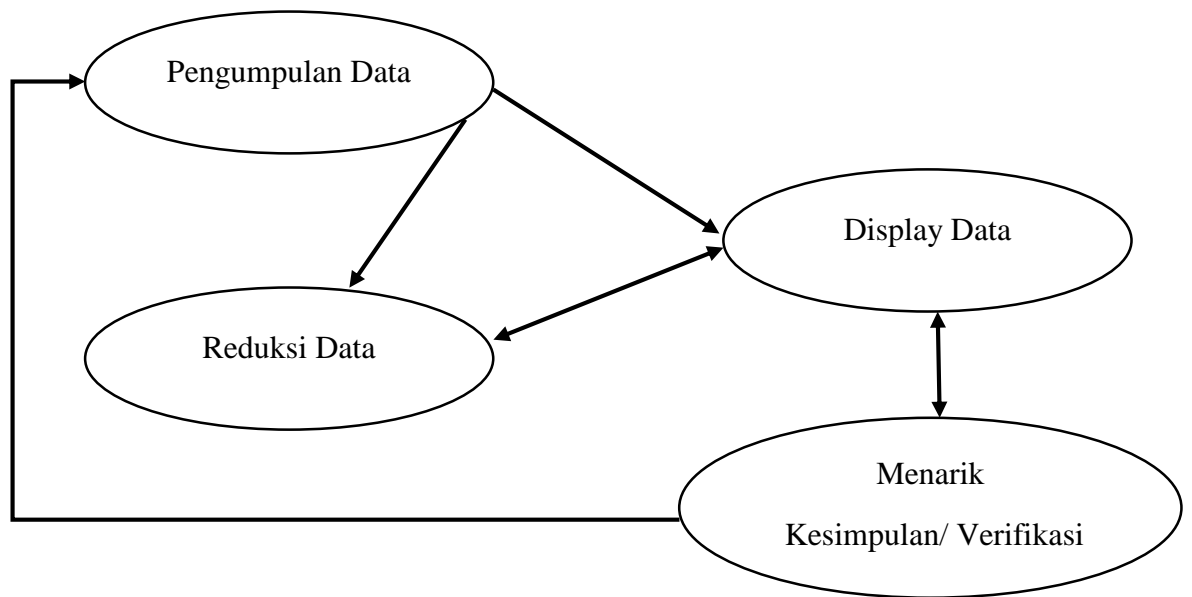 Pengumpulan Data
Display Data
Reduksi Data
Menarik
Kesimpulan/ Verifikasi